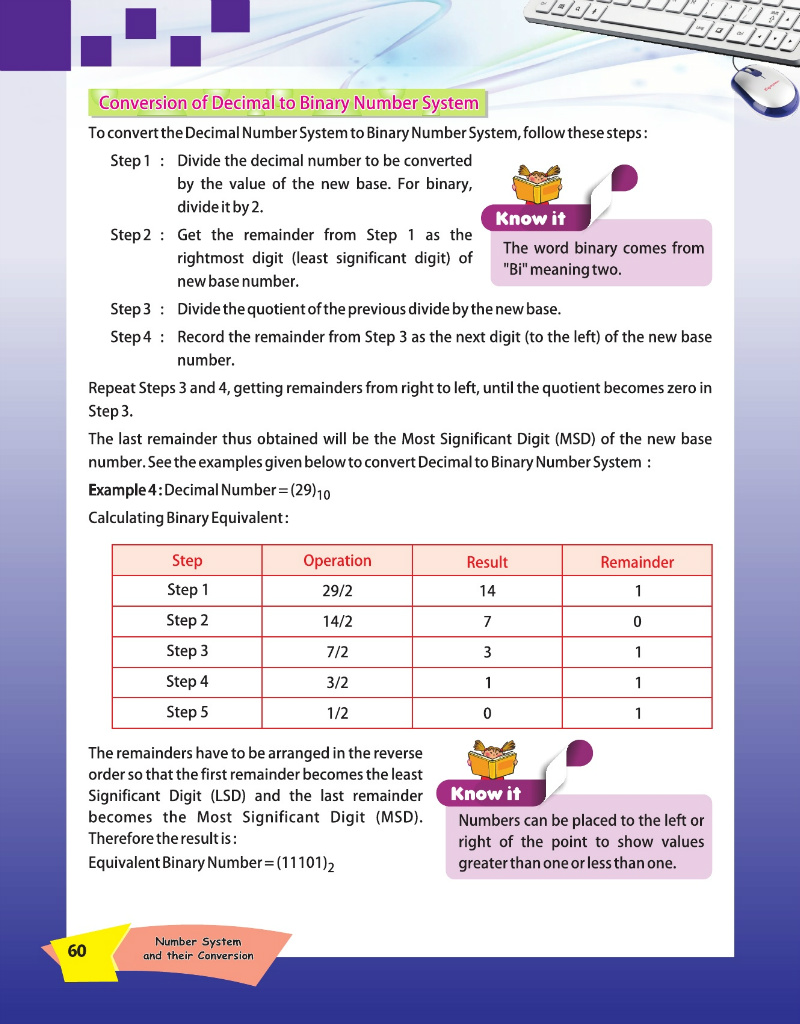 Conversion of Decimal to Binary Number System
To convert the Decimal Number System to Binary Number System, follow these steps :
Step 1 : Divide the decimal number to be converted
by the value of the new base. For binary,
divide it by 2.
Know it
The word binary comes from
"Bi" meaning two.
Step 2 : Get the remainder from Step 1 as the
rightmost digit (least significant digit) of
new base number.
Step 3 : Divide the quotient of the previous divide by the new base.
Step 4 : Record the remainder from Step 3 as the next digit (to the left) of the new base
number.
Repeat Steps 3 and 4, getting remainders from right to left, until the quotient becomes zero in
Step 3.
The last remainder thus obtained will be the Most Significant Digit (MSD) of the new base
number. See the examples given below to convert Decimal to Binary Number System :
Example 4 : Decimal Number = (29)10
Calculating Binary Equivalent :
Step Operation Result Remainder
Step 1 29/2 14 1
Step 2 14/2 7 0
Step 3 7/2 3 1
Step 4 3/2 1 1
Step 5 1/2 0 1
The remainders have to be arranged in the reverse
order so that the first remainder becomes the least
Significant Digit (LSD) and the last remainder
becomes the Most Significant Digit (MSD).
Therefore the result is :
Equivalent Binary Number = (11101)2
Know it
Numbers can be placed to the left or
right of the point to show values
greater than one or less than one.
60
Number System
and their Conversion